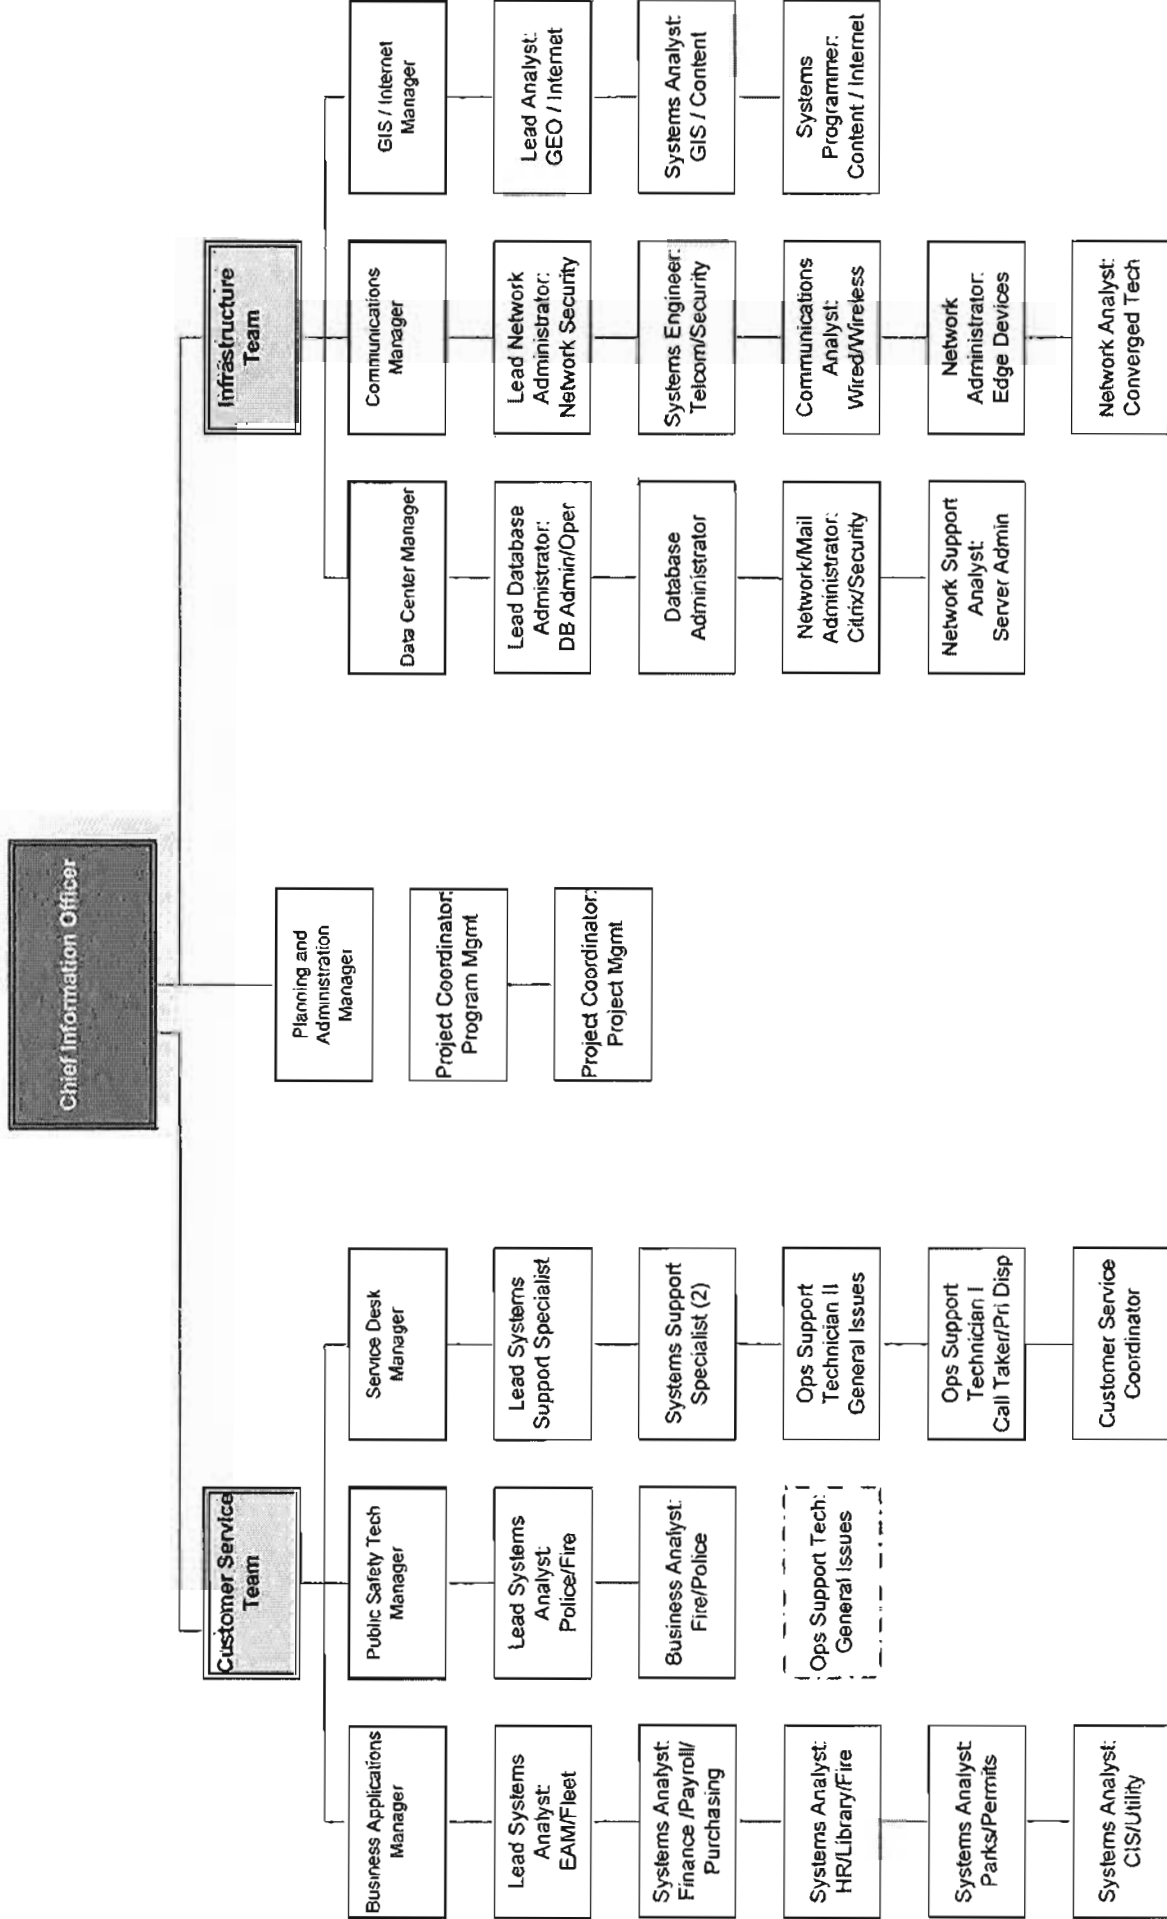 Chief Information Officer
Customer Service
Team
Infrastructure
Team
Planning and
Administration
Manager
Project Coordinator:
Program Mgmt
Project Coordinator:
Project Mgmt
Business Applications
Manager
Lead Systems
Analyst:
EAM/Fleet
Systems Analyst:
Finance /Payroll/
Purchasing
Systems Analyst:
HR/Library/Fire
Systems Analyst:
Parks/Permits
Systems Analyst:
CIS/Utility
Public Safety Tech
Manager
Lead Systems
Analyst:
Police/Fire
Business Analyst:
Fire/Police
Ops Support Tech:
General Issues
Service Desk
Manager
Lead Systems
Support Specialist
Systems Support
Specialist (2)
Ops Support
Technician II
General Issues
Ops Support
Technician I
Call Taker/Pri Disp
Customer Service
Coordinator
Data Center Manager
Lead Database
Admistrator:
DB Admin/Oper
Database
Administrator
Network/Mail
Administrator:
Citrix/Security
Network Support
Analyst:
Server Admin
Communications
Manager
Lead Network
Administrator:
Network Security
Systems Engineer:
Telcom/Security
Communications
Analyst:
Wired/Wireless
Network
Administrator:
Edge Devices
Network Analyst:
Converged Tech
GIS / Internet
Manager
Lead Analyst:
GEO / Internet
Systems Analyst:
GIS / Content
Systems
Programmer:
Content / Internet